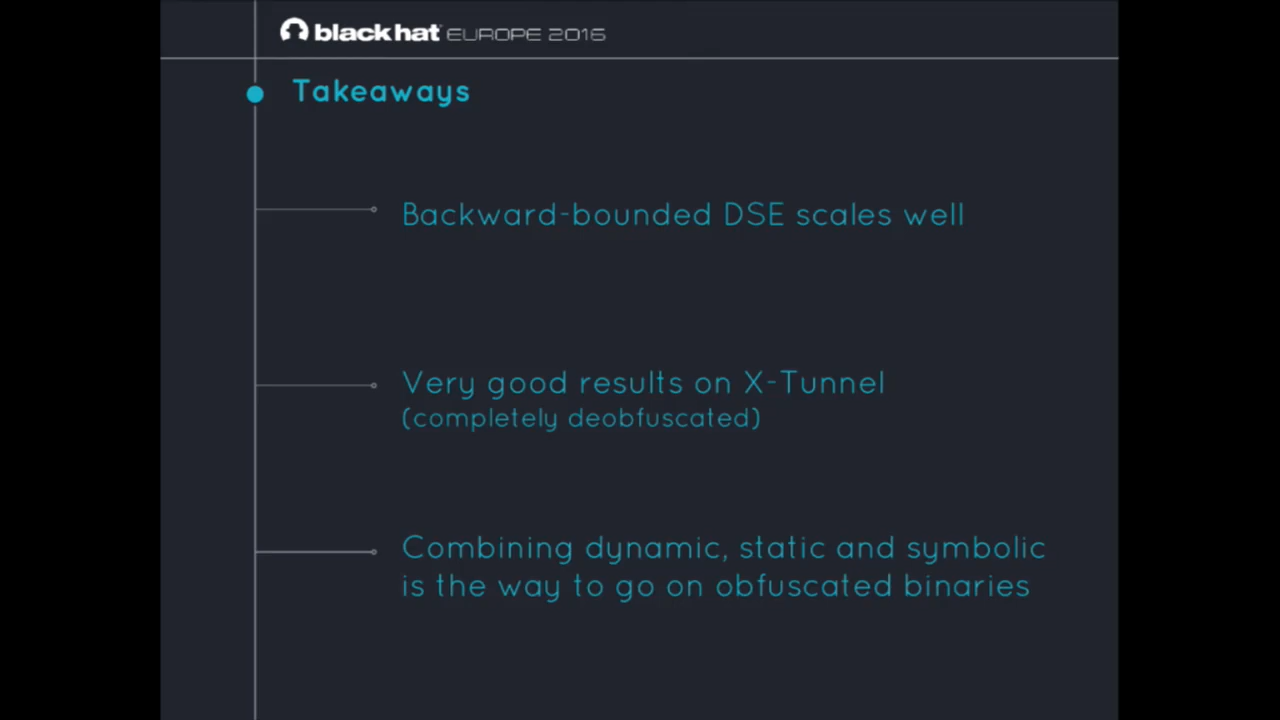 black hat EUROPE 2016
Takeaways
Backward-bounded DSE scales well
Very good results on X-Tunnel
(completely deobfuscated)
Combining dynamic, static and symbolic
is the way to go on obfuscated binaries